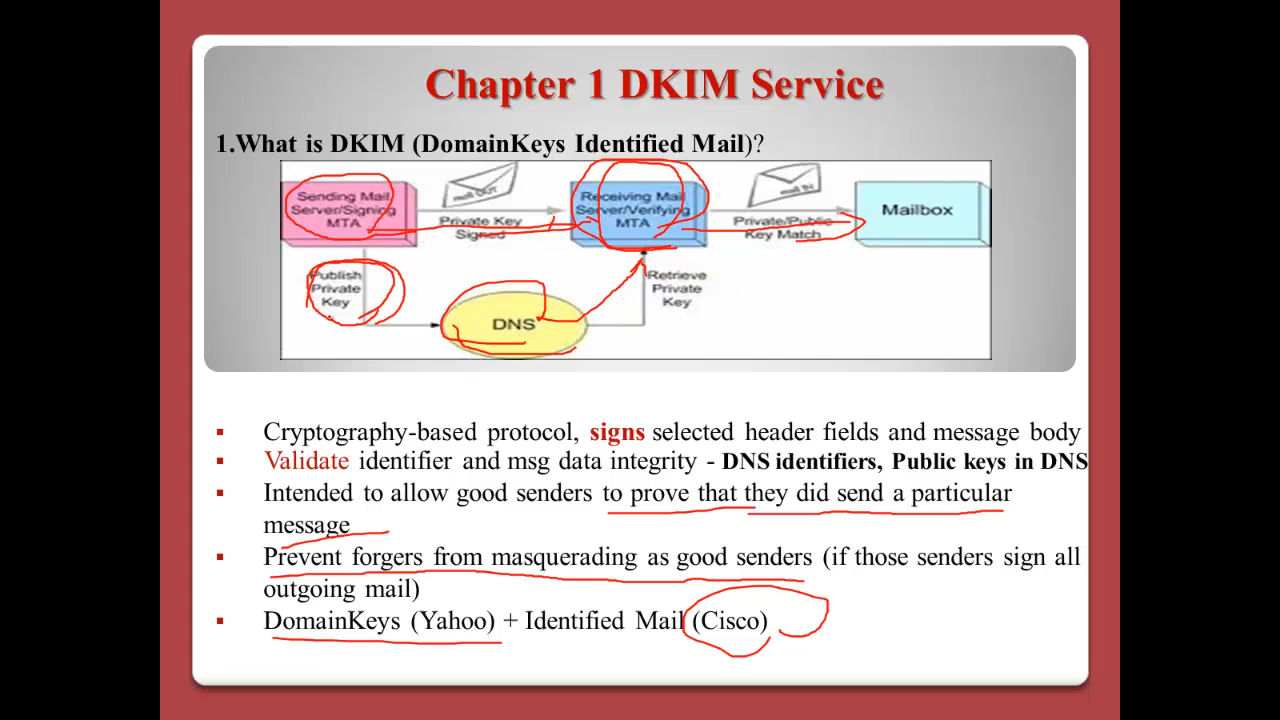 Chapter 1 DKIM Service
1.What is DKIM (DomainKeys Identified Mail)?
Sending Mail
Server/Signing
MTA
mail OUT
Private Key
Signed
Receiving Mail
Server/Verifying
MTA
mail IN
Private/Public
Key Match
Mailbox
Publish
Private
Key
DNS
Retrieve
Private
Key
▪ Cryptography-based protocol, signs selected header fields and message body
▪ Validate identifier and msg data integrity - DNS identifiers, Public keys in DNS
▪ Intended to allow good senders to prove that they did send a particular
message
▪ Prevent forgers from masquerading as good senders (if those senders sign all
outgoing mail)
▪ DomainKeys (Yahoo) + Identified Mail (Cisco)